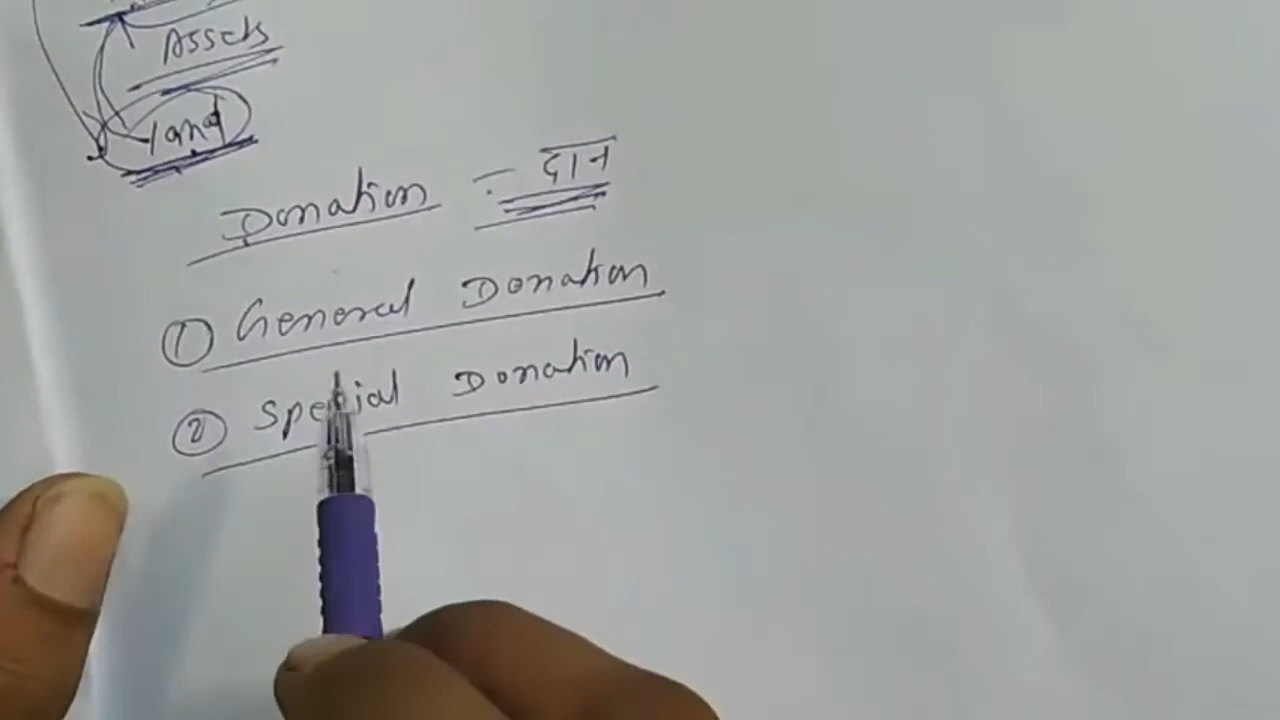 Assets
land
Donation :- दान
① General Donation
② Special Donation